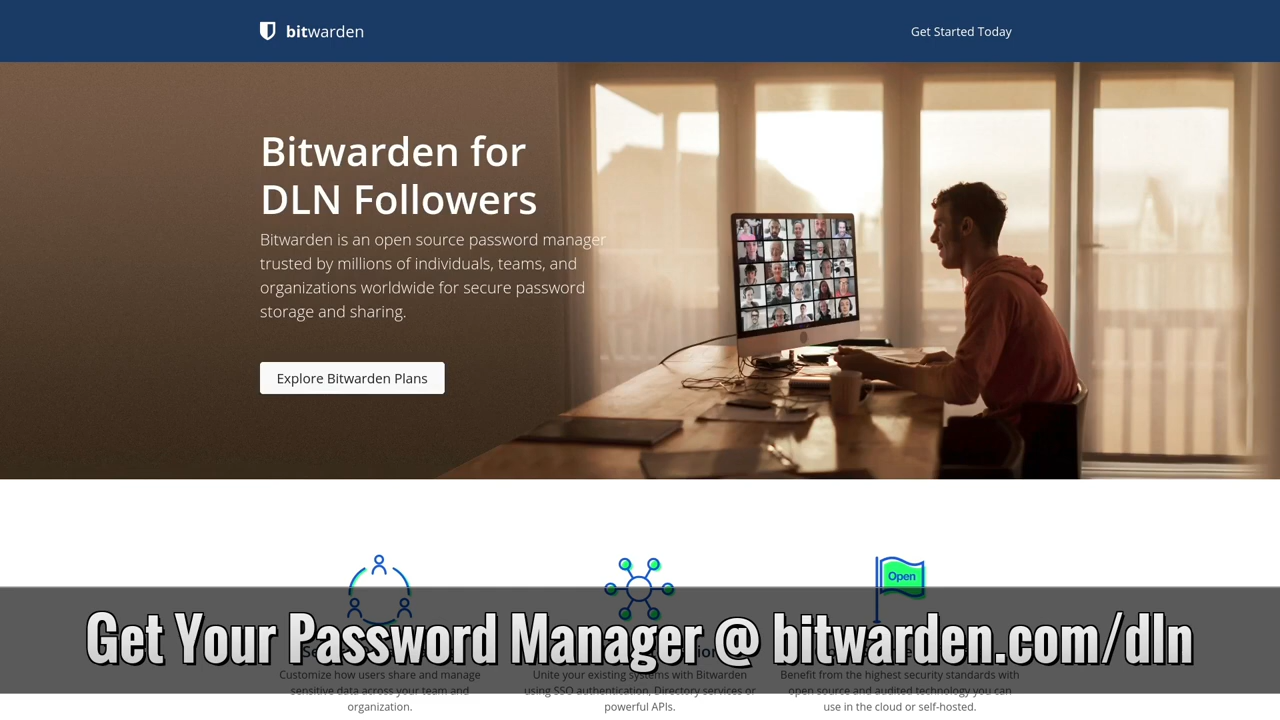 bitwarden
Get Started Today
Bitwarden for
DLN Followers
Bitwarden is an open source password manager
trusted by millions of individuals, teams, and
organizations worldwide for secure password
storage and sharing.
Explore Bitwarden Plans
Open
Get Your Password Manager @ bitwarden.com/dln
Customize how users share and manage
sensitive data across your team and
organization.
Unite your existing systems with Bitwarden
using SSO authentication, Directory services or
powerful APIs.
Benefit from the highest security standards with
open source and audited technology you can
use in the cloud or self-hosted.